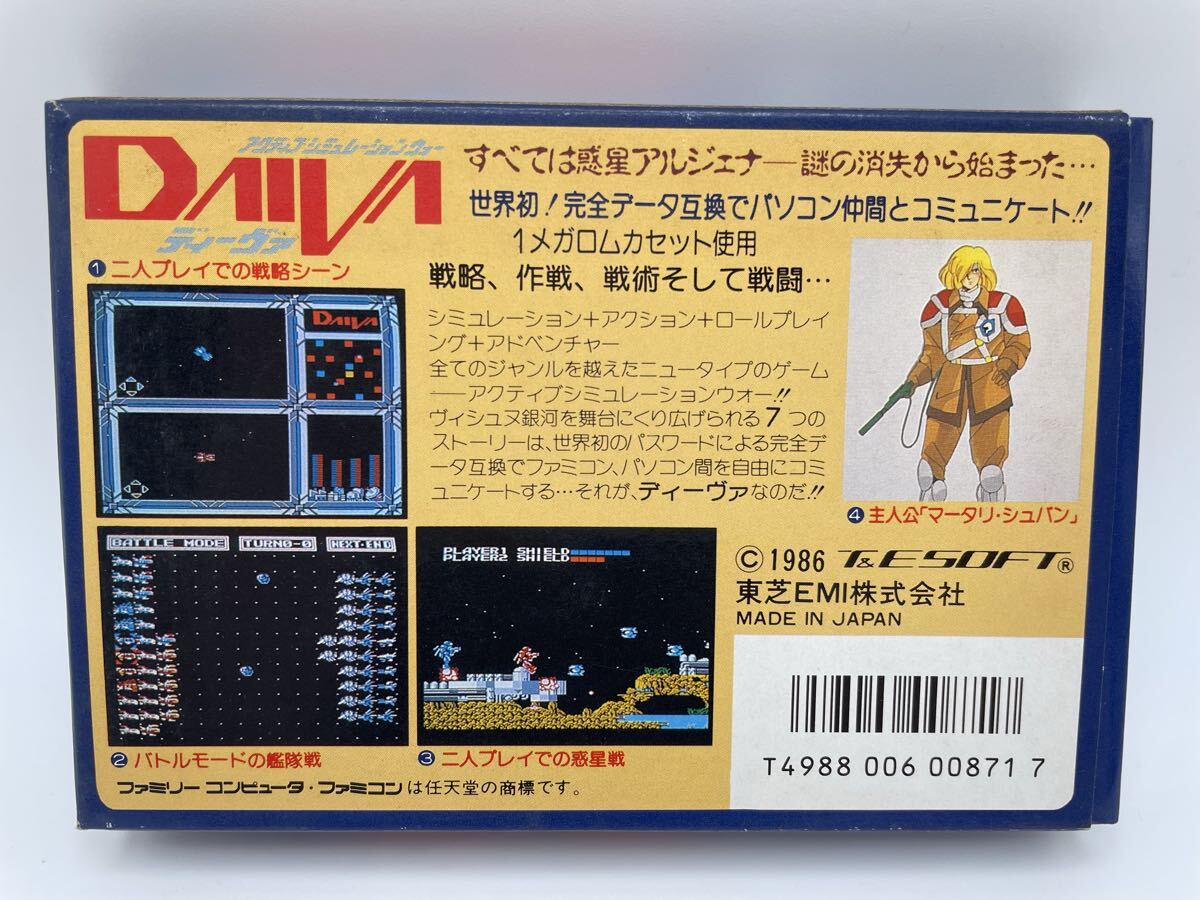 アクティブシミュレーションウォー
DAIVA
ディーヴァ
すべては惑星アルジェナ―謎の消失から始まった…
世界初!完全データ互換でパソコン仲間とコミュニケート!!
1メガロムカセット使用
戦略、作戦、戦術そして戦闘…
シミュレーション+アクション+ロールプレイ
ング+アドベンチャー
全てのジャンルを越えたニュータイプのゲーム
―アクティブシミュレーションウォー!!
ヴィシュヌ銀河を舞台にくり広げられる7つの
ストーリーは、世界初のパスワードによる完全デ
ータ互換でファミコン、パソコン間を自由にコミ
ュニケートする…それが、ディーヴァなのだ!!
1 二人プレイでの戦略シーン
DAIVA
BATTLE MODE TURN0-0 NEXT・END
2 バトルモードの艦隊戦
PLAYER1 SHIELD
PLAYER2 SHIELD
3 二人プレイでの惑星戦
4 主人公「マータリ・シュバン」
© 1986 T&ESOFT®
東芝EMI株式会社
MADE IN JAPAN
T4988 006 00871 7
ファミリーコンピュータ・ファミコンは任天堂の商標です。